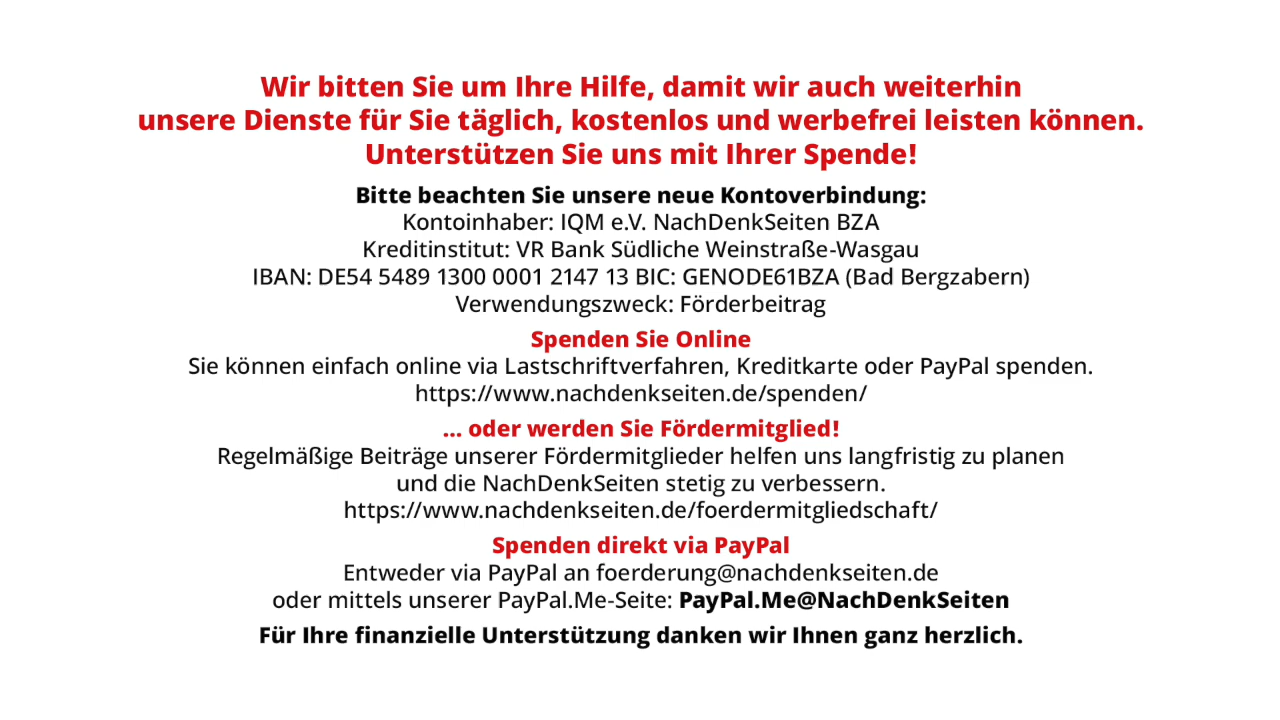 Wir bitten Sie um Ihre Hilfe, damit wir auch weiterhin
unsere Dienste für Sie täglich, kostenlos und werbefrei leisten können.
Unterstützen Sie uns mit Ihrer Spende!
Bitte beachten Sie unsere neue Kontoverbindung:
Kontoinhaber: IQM e.V. NachDenkSeiten BZA
Kreditinstitut: VR Bank Südliche Weinstraße-Wasgau
IBAN: DE54 5489 1300 0001 2147 13 BIC: GENODE61BZA (Bad Bergzabern)
Verwendungszweck: Förderbeitrag
Spenden Sie Online
Sie können einfach online via Lastschriftverfahren, Kreditkarte oder PayPal spenden.
https://www.nachdenkseiten.de/spenden/
... oder werden Sie Fördermitglied!
Regelmäßige Beiträge unserer Fördermitglieder helfen uns langfristig zu planen
und die NachDenkSeiten stetig zu verbessern.
https://www.nachdenkseiten.de/foerdermitgliedschaft/
Spenden direkt via PayPal
Entweder via PayPal an foerderung@nachdenkseiten.de
oder mittels unserer PayPal.Me-Seite: PayPal.Me@NachDenkSeiten
Für Ihre finanzielle Unterstützung danken wir Ihnen ganz herzlich.